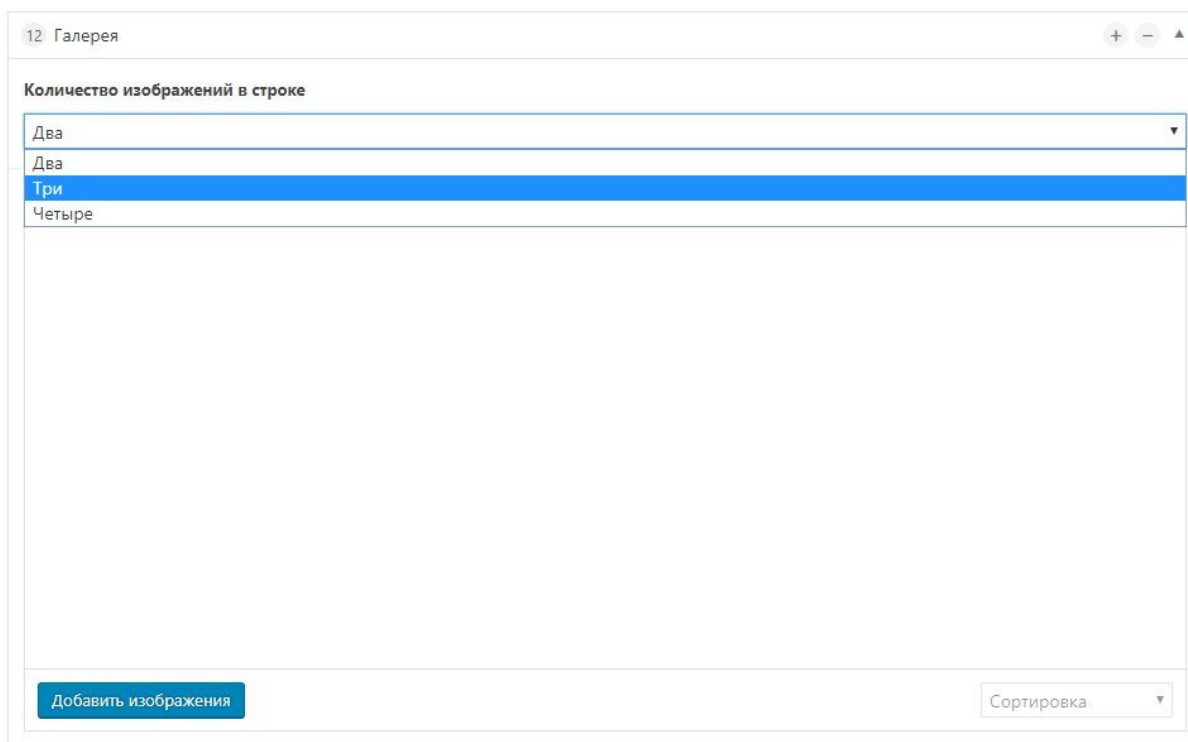 12 Галерея
Количество изображений в строке
Два
Два
Три
Четыре
Добавить изображения
Сортировка